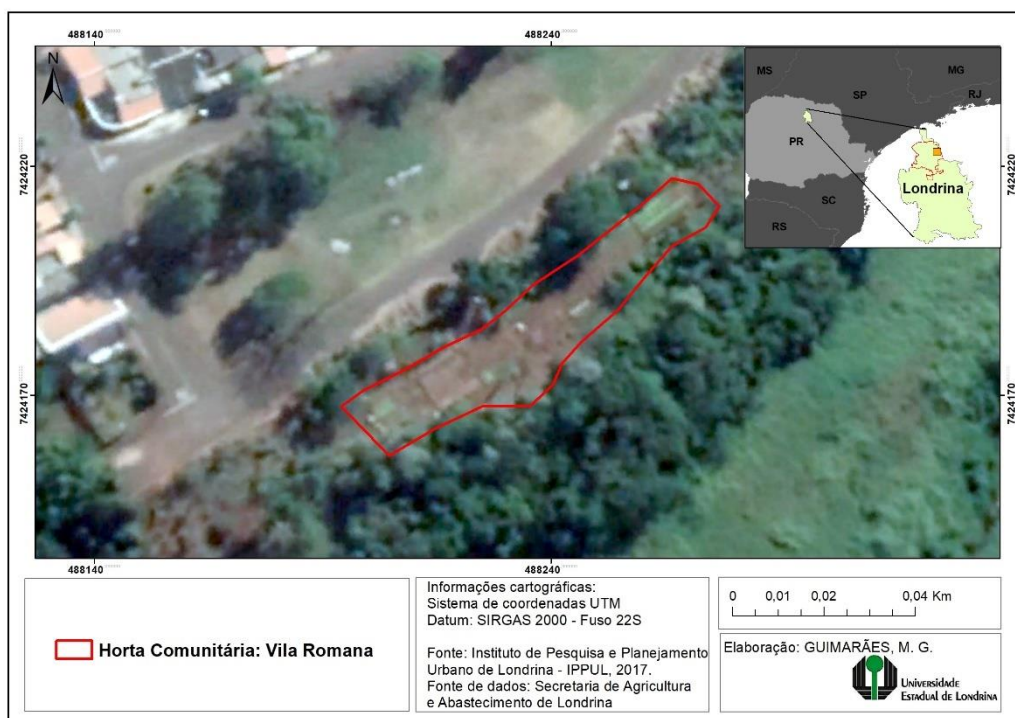 488140
488240
N
7424220
7424220
MS
MG
SP
RJ
PR
SC
RS
Londrina
7424170
7424170
488140
488240
Horta Comunitária: Vila Romana
Informações cartográficas:
Sistema de coordenadas UTM
Datum: SIRGAS 2000 - Fuso 22S
Fonte: Instituto de Pesquisa e Planejamento
Urbano de Londrina - IPPUL, 2017.
Fonte de dados: Secretaria de Agricultura
e Abastecimento de Londrina
0 0,01 0,02 0,04 Km
Elaboração: GUIMARÃES, M. G.
Universidade
Estadual de Londrina